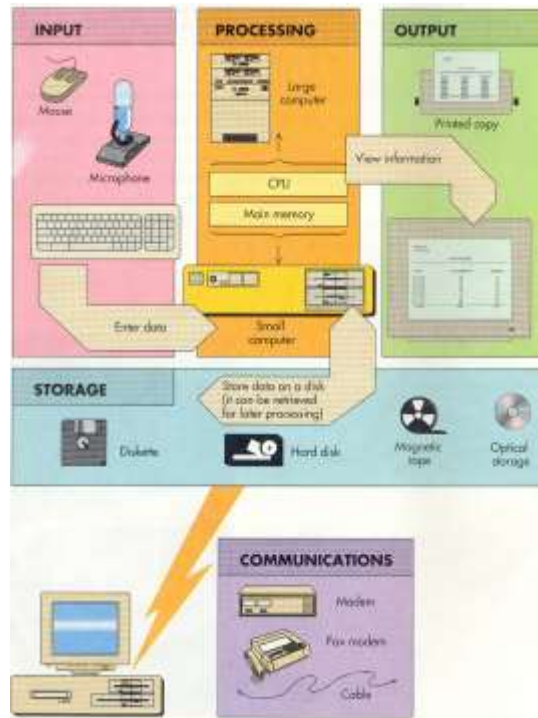 INPUT
Mouse
Microphone
Enter data
PROCESSING
Large
computer
CPU
Main memory
Small
computer
OUTPUT
Printed copy
View information
STORAGE
Store data on a disk
(it can be retrieved
for later processing)
Diskette
Hard disk
Magnetic
tape
Optical
storage
COMMUNICATIONS
Modem
Fax modem
Cable